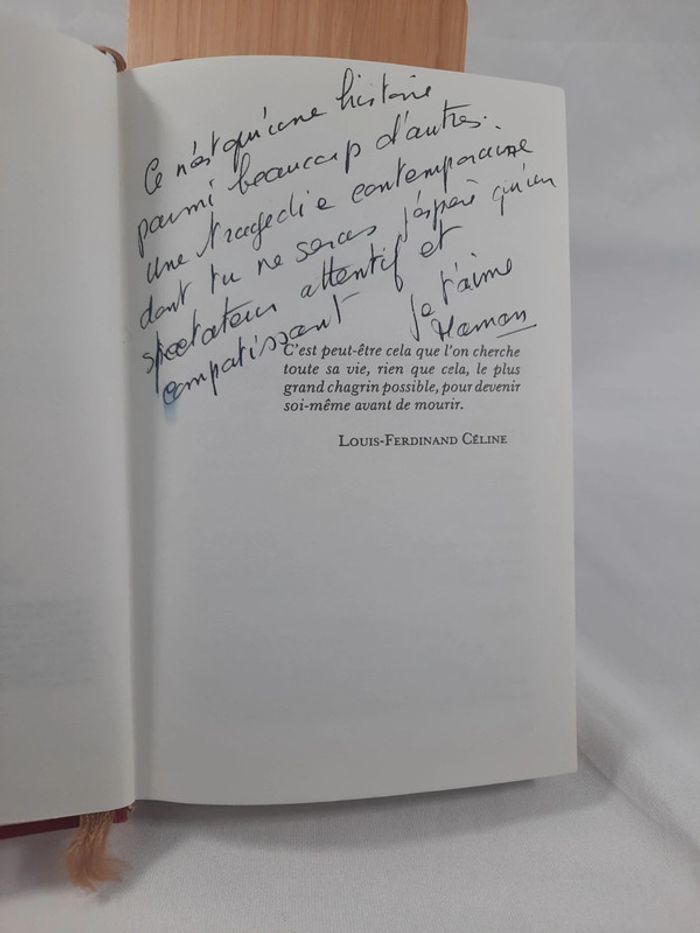 Ce n'est qu'une histoire
parmi beaucoup d'autres.
Une tragedie contemporaine
dont tu ne seras j'espère qu'un
spectateur attentif et
compatissant
Je t'aime
Maman
C'est peut-être cela que l'on cherche
toute sa vie, rien que cela, le plus
grand chagrin possible, pour devenir
soi-même avant de mourir.
LOUIS-FERDINAND CÉLINE